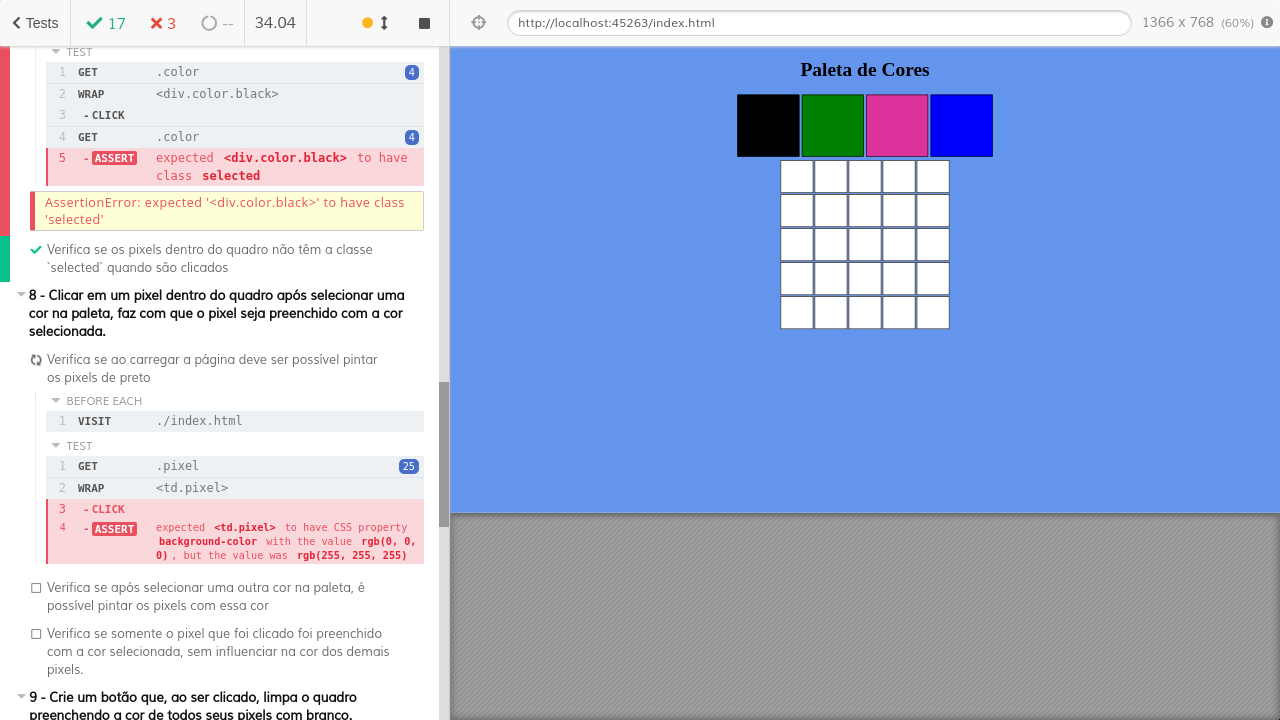 Tests
17
3
--
34.04
http://localhost:45263/index.html
1366 x 768 (60%)
TEST
1 GET .color 4
2 WRAP <div.color.black>
3 - CLICK
4 GET .color 4
5 - ASSERT expected <div.color.black> to have
class selected
AssertionError: expected '<div.color.black>' to have class
'selected'
Verifica se os pixels dentro do quadro não têm a classe
`selected` quando são clicados
8 - Clicar em um pixel dentro do quadro após selecionar uma
cor na paleta, faz com que o pixel seja preenchido com a cor
selecionada.
Verifica se ao carregar a página deve ser possível pintar
os pixels de preto
BEFORE EACH
1 VISIT ./index.html
TEST
1 GET .pixel 25
2 WRAP <td.pixel>
3 - CLICK
4 - ASSERT expected <td.pixel> to have CSS property
background-color with the value rgb(0, 0,
0) , but the value was rgb(255, 255, 255)
Verifica se após selecionar uma outra cor na paleta, é
possível pintar os pixels com essa cor
Verifica se somente o pixel que foi clicado foi preenchido
com a cor selecionada, sem influenciar na cor dos demais
pixels.
9 - Crie um botão que, ao ser clicado, limpa o quadro
preenchendo a cor de todos seus pixels com branco.
Paleta de Cores